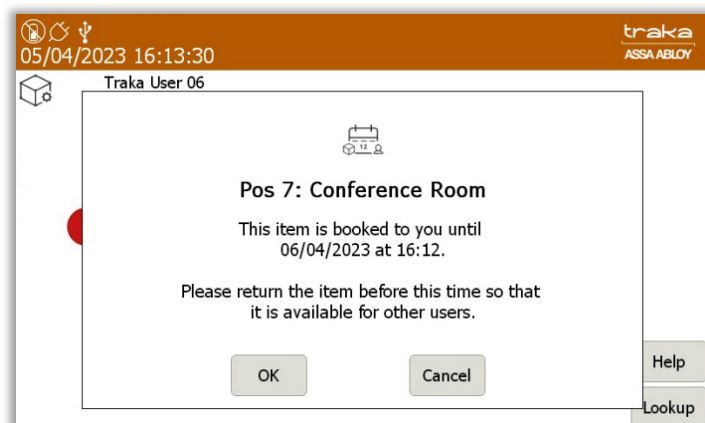 05/04/2023 16:13:30
traka
ASSA ABLOY
Traka User 06
12
Pos 7: Conference Room
This item is booked to you until
06/04/2023 at 16:12.
Please return the item before this time so that
it is available for other users.
OK
Cancel
Help
Lookup